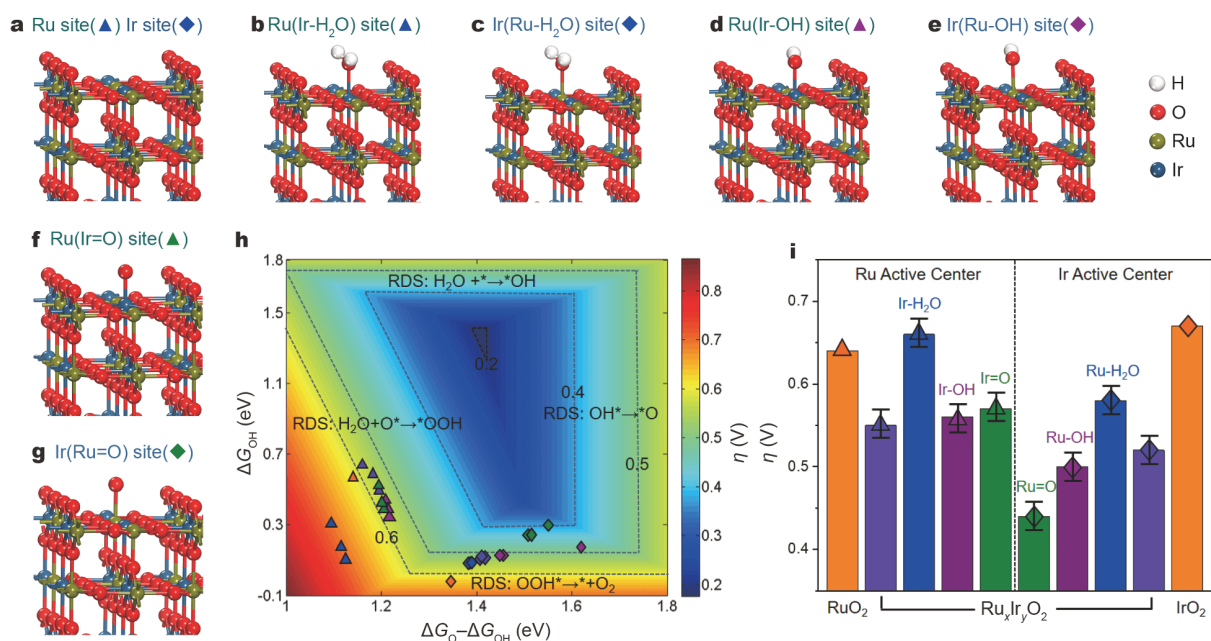 a Ru site(▲) Ir site(◆)
b Ru(Ir-H₂O) site(▲)
c Ir(Ru-H₂O) site(◆)
d Ru(Ir-OH) site(▲)
e Ir(Ru-OH) site(◆)
H
O
Ru
Ir
f Ru(Ir=O) site(▲)
g Ir(Ru=O) site(◆)
h
1.8
1.5
1.1
0.7
0.3
-0.1
ΔG_OH (eV)
RDS: H₂O +*→*OH
0.2
0.4
RDS: H₂O+O*→*OOH
RDS: OH*→*O
0.5
0.6
RDS: OOH*→*+O₂
1
1.2
1.4
1.6
1.8
ΔG_O–ΔG_OH (eV)
0.8
0.7
0.6
0.5
0.4
0.3
0.2
η (V)
i
Ru Active Center
Ir Active Center
0.7
0.6
0.5
0.4
η (V)
Ir-H₂O
Ir-OH
Ir=O
Ru=O
Ru-OH
Ru-H₂O
RuO₂
RuₓIrᵧO₂
IrO₂